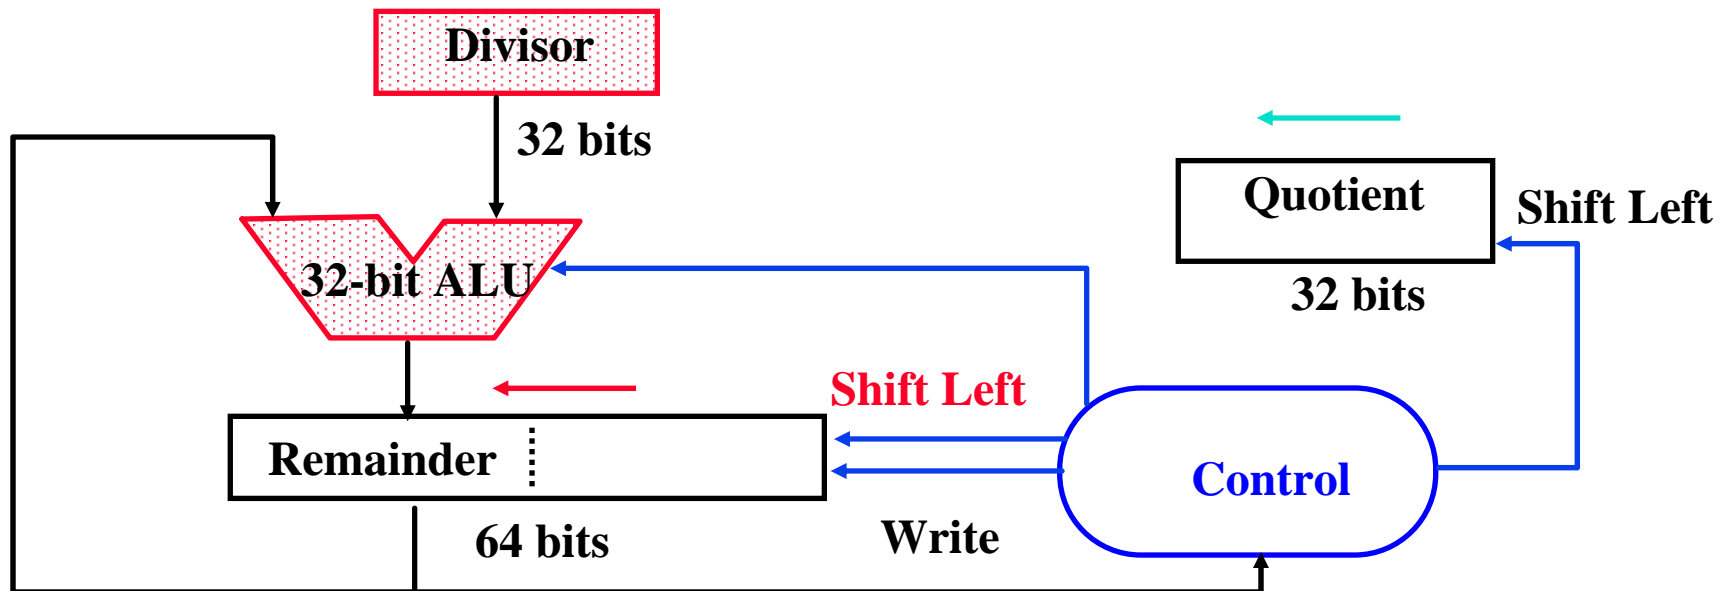 Divisor
32 bits
Quotient
Shift Left
32-bit ALU
32 bits
Shift Left
Remainder
Control
64 bits
Write